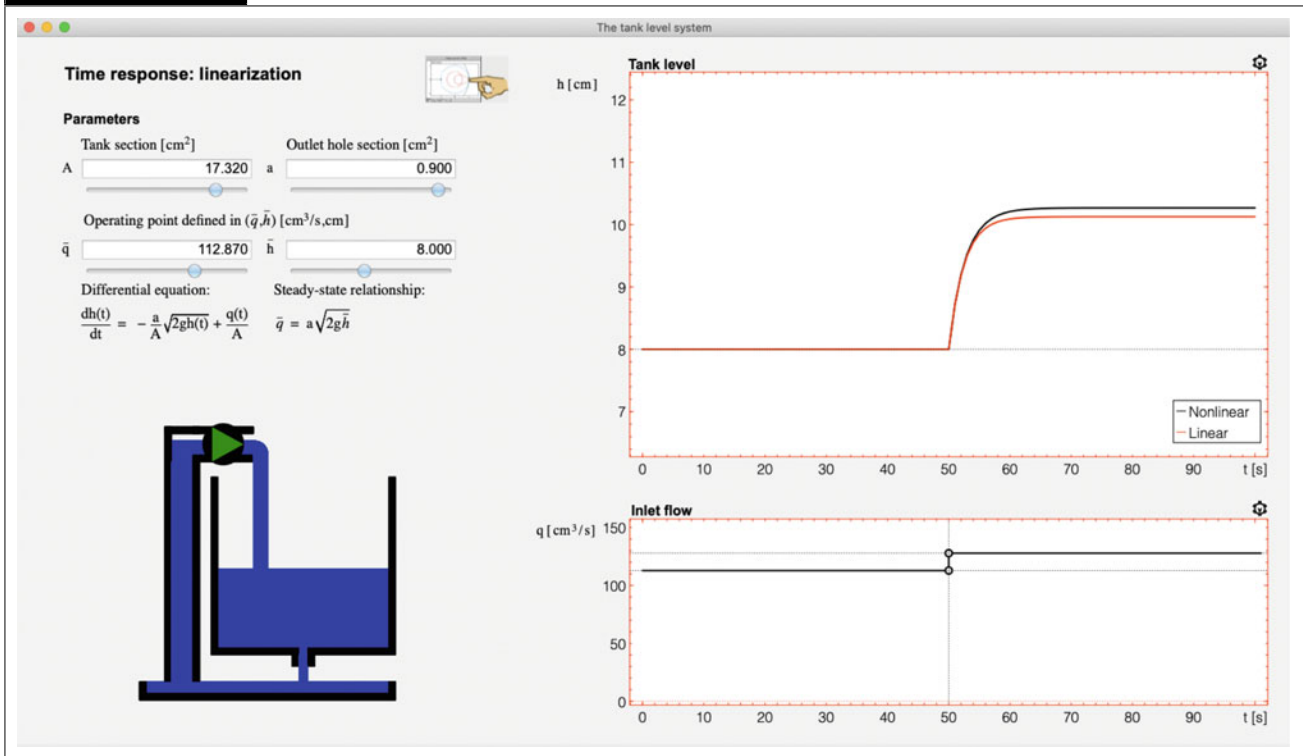 The tank level system
Time response: linearization
Parameters
Tank section [cm²] Outlet hole section [cm²]
A 17.320 a 0.900
Operating point defined in (q̄,h̄) [cm³/s,cm]
q̄ 112.870 h̄ 8.000
Differential equation: Steady-state relationship:
dh(t)/dt = − a/A √2gh(t) + q(t)/A q̄ = a√2gh̄
Tank level
h [cm]
12
11
10
9
8
7
Nonlinear
Linear
0 10 20 30 40 50 60 70 80 90 t [s]
Inlet flow
q [cm³/s]
150
100
50
0
0 10 20 30 40 50 60 70 80 90 t [s]